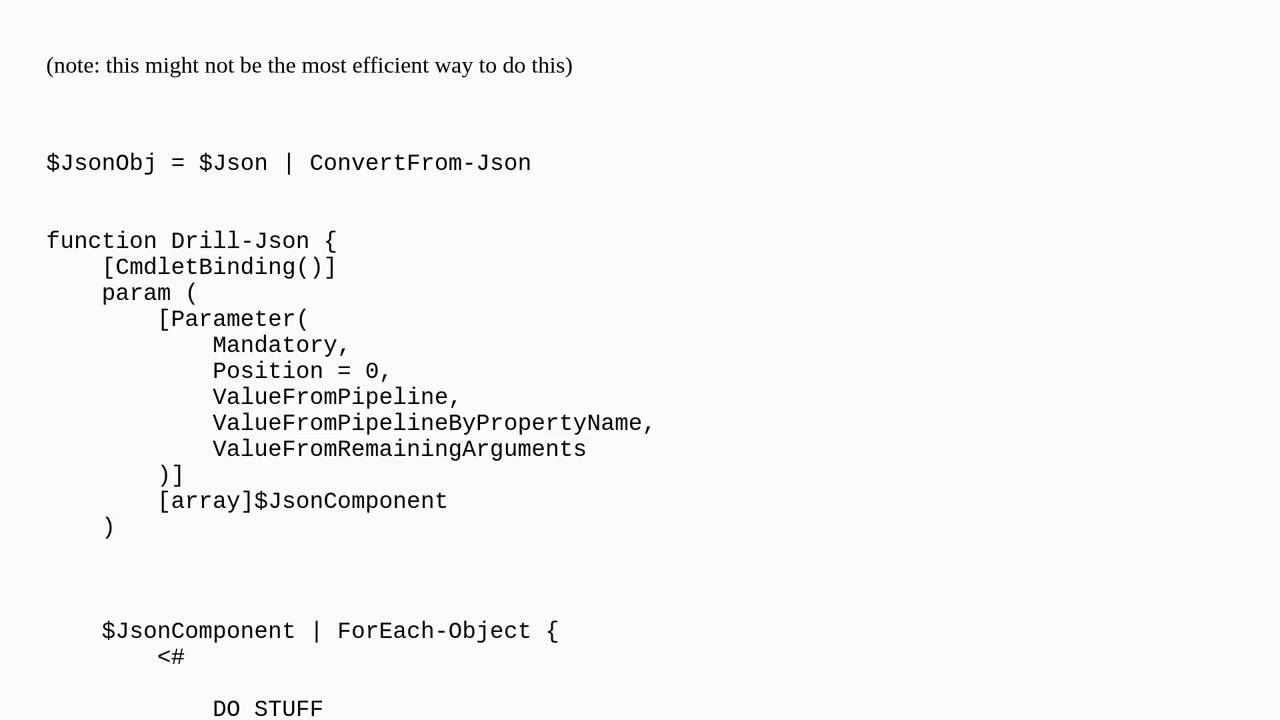 (note: this might not be the most efficient way to do this)
$JsonObj = $Json | ConvertFrom-Json
function Drill-Json {
    [CmdletBinding()]
    param (
        [Parameter(
            Mandatory,
            Position = 0,
            ValueFromPipeline,
            ValueFromPipelineByPropertyName,
            ValueFromRemainingArguments
        )]
        [array]$JsonComponent
    )
    $JsonComponent | ForEach-Object {
        <#
            DO STUFF